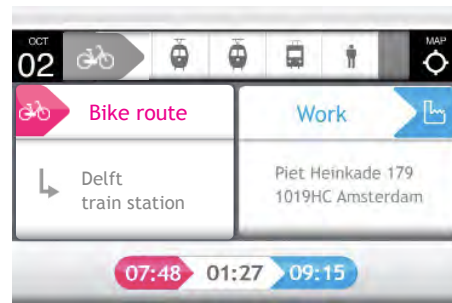 OCT
02
MAP
Bike route
Work
Delft
train station
Piet Heinkade 179
1019HC Amsterdam
07:48 01:27 09:15